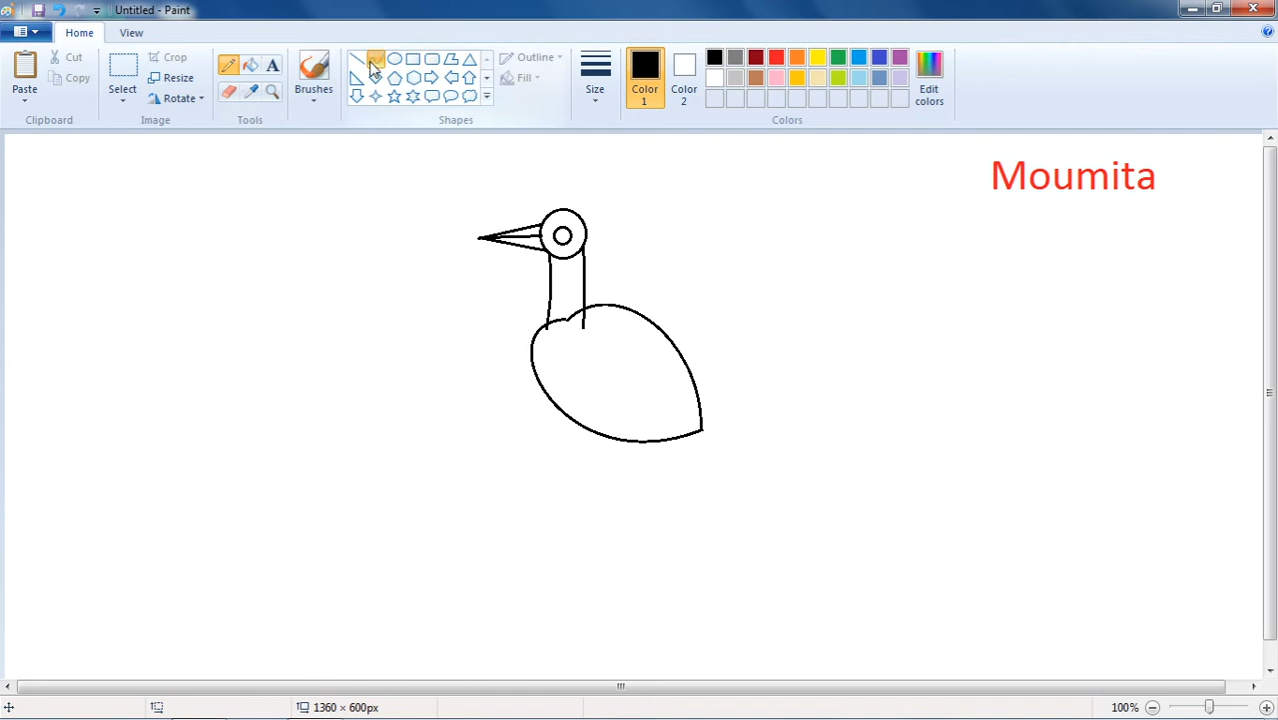 Untitled - Paint
Home View
Paste
Cut
Copy
Clipboard
Select
Crop
Resize
Rotate
Image
A
Tools
Brushes
Outline
Fill
Shapes
Size
Color 1
Color 2
Edit colors
Colors
Moumita
1360 × 600px
100%